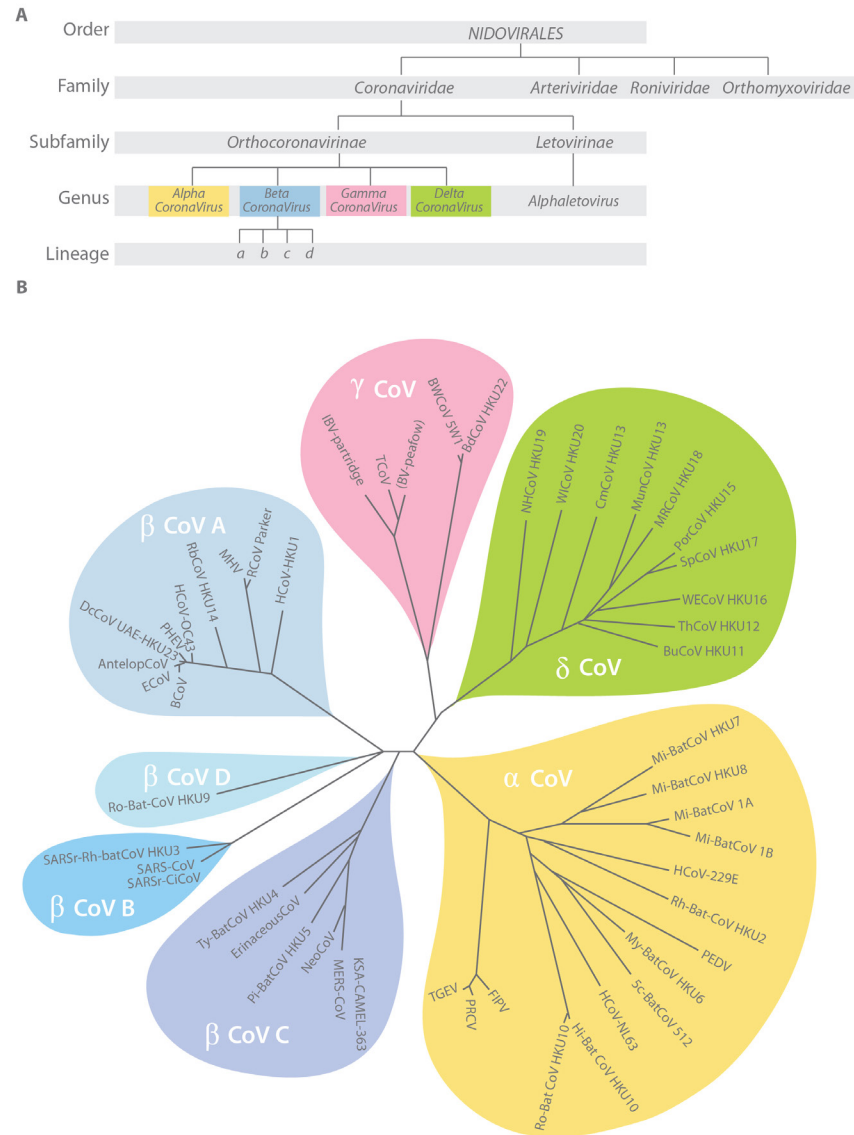 A
Order
NIDOVIRALES
Family
Coronaviridae
Arteriviridae
Roniviridae
Orthomyxoviridae
Subfamily
Orthocoronavirinae
Letovirinae
Genus
Alpha
CoronaVirus
Beta
CoronaVirus
Gamma
CoronaVirus
Delta
CoronaVirus
Alphaletovirus
Lineage
a
b
c
d
B
γ CoV
IBV-partridge
TCoV
(BV-peafow)
BWCoV 5W1
BdCoV HKU22
δ CoV
NHCoV HKU19
WICoV HKU20
CmCoV HKU13
MunCoV HKU13
MRCoV HKU18
PorCoV HKU15
SpCoV HKU17
WECoV HKU16
ThCoV HKU12
BuCoV HKU11
β CoV A
DcCoV UAE-HKU23
PHEV
HCoV-OC43
RbCoV HKU14
MHV
RCoV Parker
HCoV-HKU1
AntelopCoV
ECoV
BCoV
β CoV D
Ro-Bat-CoV HKU9
SARSr-Rh-batCoV HKU3
SARS-CoV
SARSr-CiCoV
β CoV B
Ty-BatCoV HKU4
ErinaceousCoV
Pi-BatCoV HKU5
NeoCoV
MERS-CoV
KSA-CAMEL-363
β CoV C
α CoV
Mi-BatCoV HKU7
Mi-BatCoV HKU8
Mi-BatCoV 1A
Mi-BatCoV 1B
HCoV-229E
Rh-Bat-CoV HKU2
PEDV
My-BatCoV HKU6
5c-BatCoV 512
HCoV-NL63
Hi-Bat CoV HKU10
Ro-Bat CoV HKU10
TGEV
PRCV
FIPV